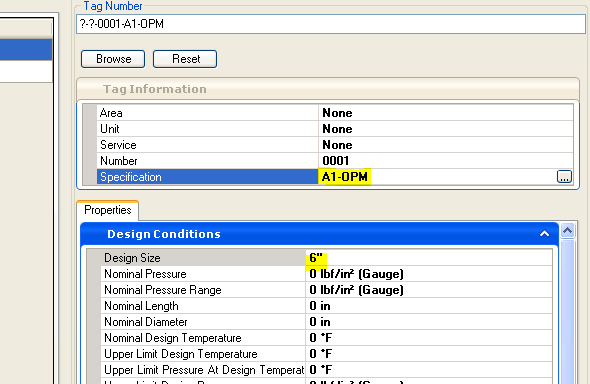 Tag Number
?-?-0001-A1-OPM
Browse Reset
Tag Information
Area None
Unit None
Service None
Number 0001
Specification A1-OPM ...
Properties
Design Conditions
Design Size 6"
Nominal Pressure 0 lbf/in² (Gauge)
Nominal Pressure Range 0 lbf/in² (Gauge)
Nominal Length 0 in
Nominal Diameter 0 in
Nominal Design Temperature 0 °F
Upper Limit Design Temperature 0 °F
Upper Limit Pressure At Design Temperat 0 °F